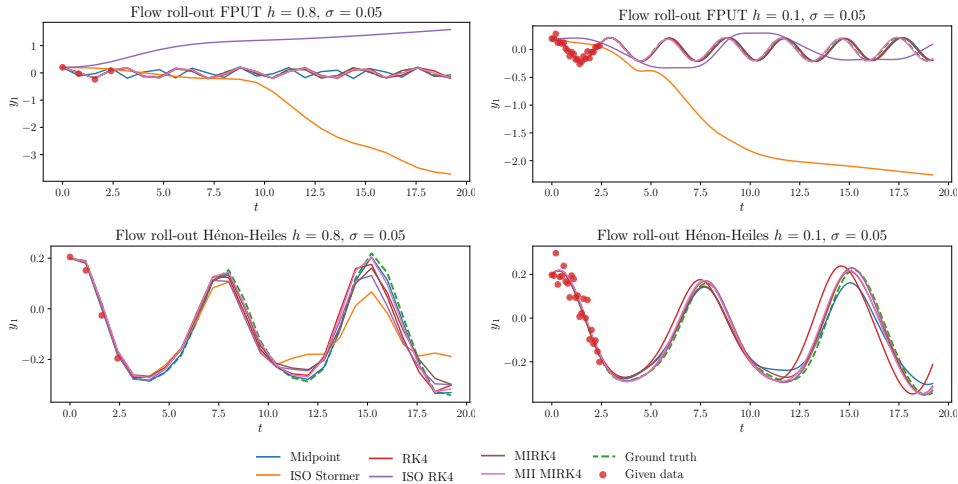 Flow roll-out FPUT h = 0.8, σ = 0.05
y₁
1
0
−1
−2
−3
0.0 2.5 5.0 7.5 10.0 12.5 15.0 17.5 20.0
t
Flow roll-out FPUT h = 0.1, σ = 0.05
y₁
0.0
−0.5
−1.0
−1.5
−2.0
0.0 2.5 5.0 7.5 10.0 12.5 15.0 17.5 20.0
t
Flow roll-out Hénon-Heiles h = 0.8, σ = 0.05
y₁
0.2
0.0
−0.2
0.0 2.5 5.0 7.5 10.0 12.5 15.0 17.5 20.0
t
Flow roll-out Hénon-Heiles h = 0.1, σ = 0.05
y₁
0.2
0.0
−0.2
0.0 2.5 5.0 7.5 10.0 12.5 15.0 17.5 20.0
t
Midpoint RK4 MIRK4 Ground truth
ISO Stormer ISO RK4 MII MIRK4 Given data